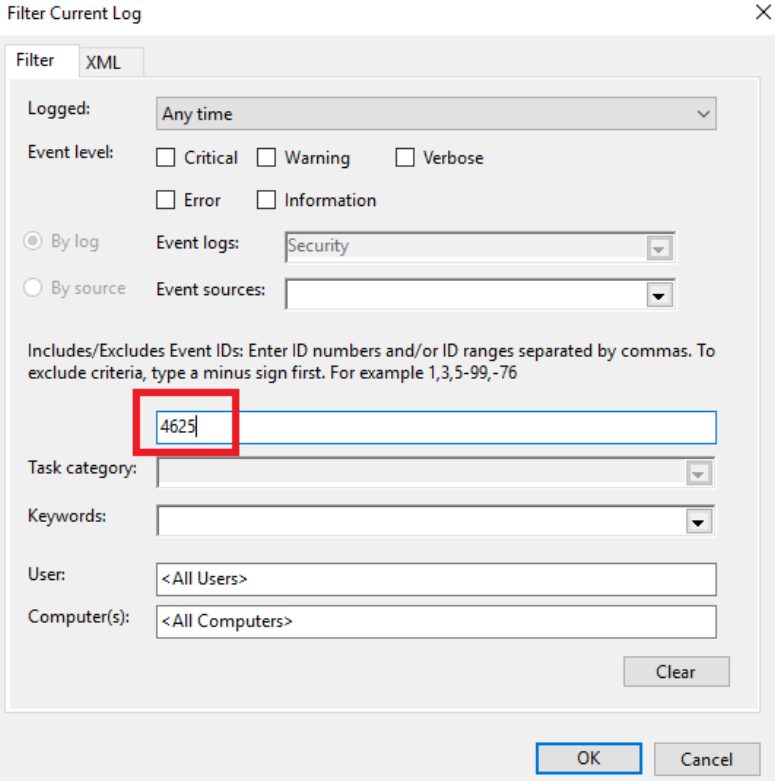 Filter Current Log
Filter XML
Logged: Any time
Event level: Critical Warning Verbose
Error Information
By log Event logs: Security
By source Event sources:
Includes/Excludes Event IDs: Enter ID numbers and/or ID ranges separated by commas. To
exclude criteria, type a minus sign first. For example 1,3,5-99,-76
4625
Task category:
Keywords:
User: <All Users>
Computer(s): <All Computers>
Clear
OK Cancel